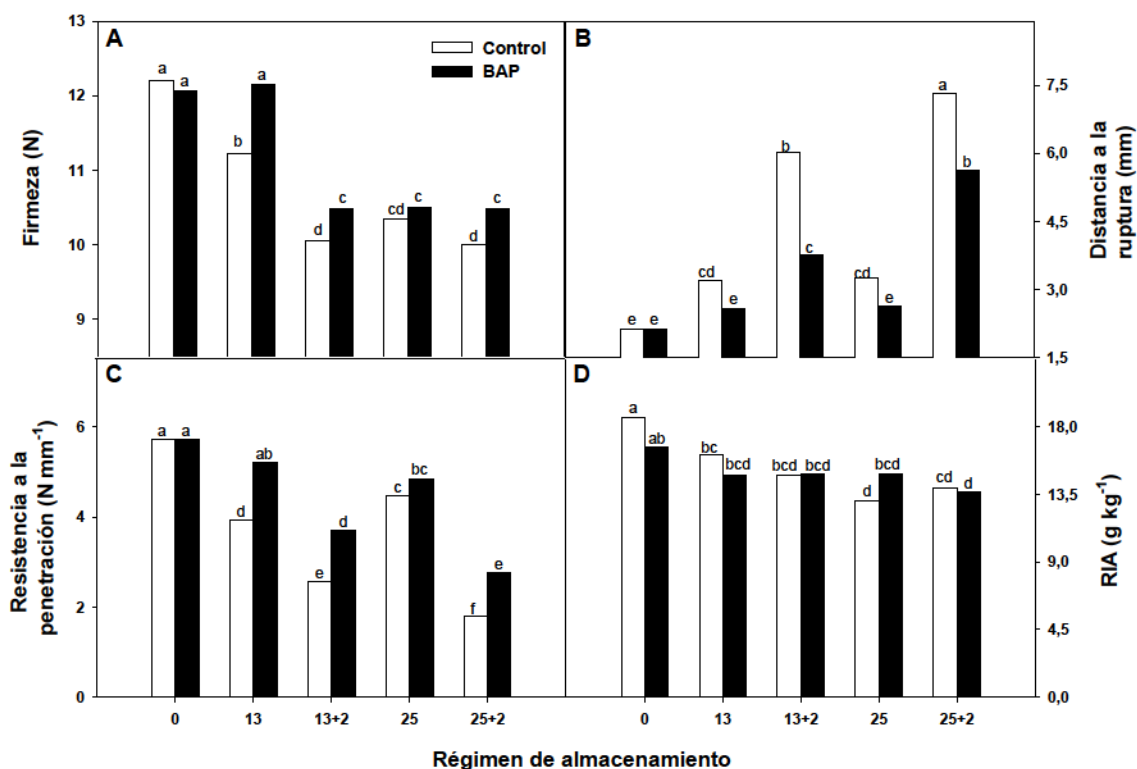 A
Control
BAP
Firmeza (N)
13
12
11
10
9
a
a
b
a
d
c
cd
c
d
c
B
Distancia a la
ruptura (mm)
7,5
6,0
4,5
3,0
1,5
e
e
cd
e
b
c
cd
e
a
b
C
Resistencia a la
penetración (N mm-1)
6
4
2
0
a
a
d
ab
e
d
c
bc
f
e
0
13
13+2
25
25+2
D
RIA (g kg-1)
18,0
13,5
9,0
4,5
0,0
a
ab
bc
bcd
bcd
bcd
d
bcd
cd
d
0
13
13+2
25
25+2
Régimen de almacenamiento